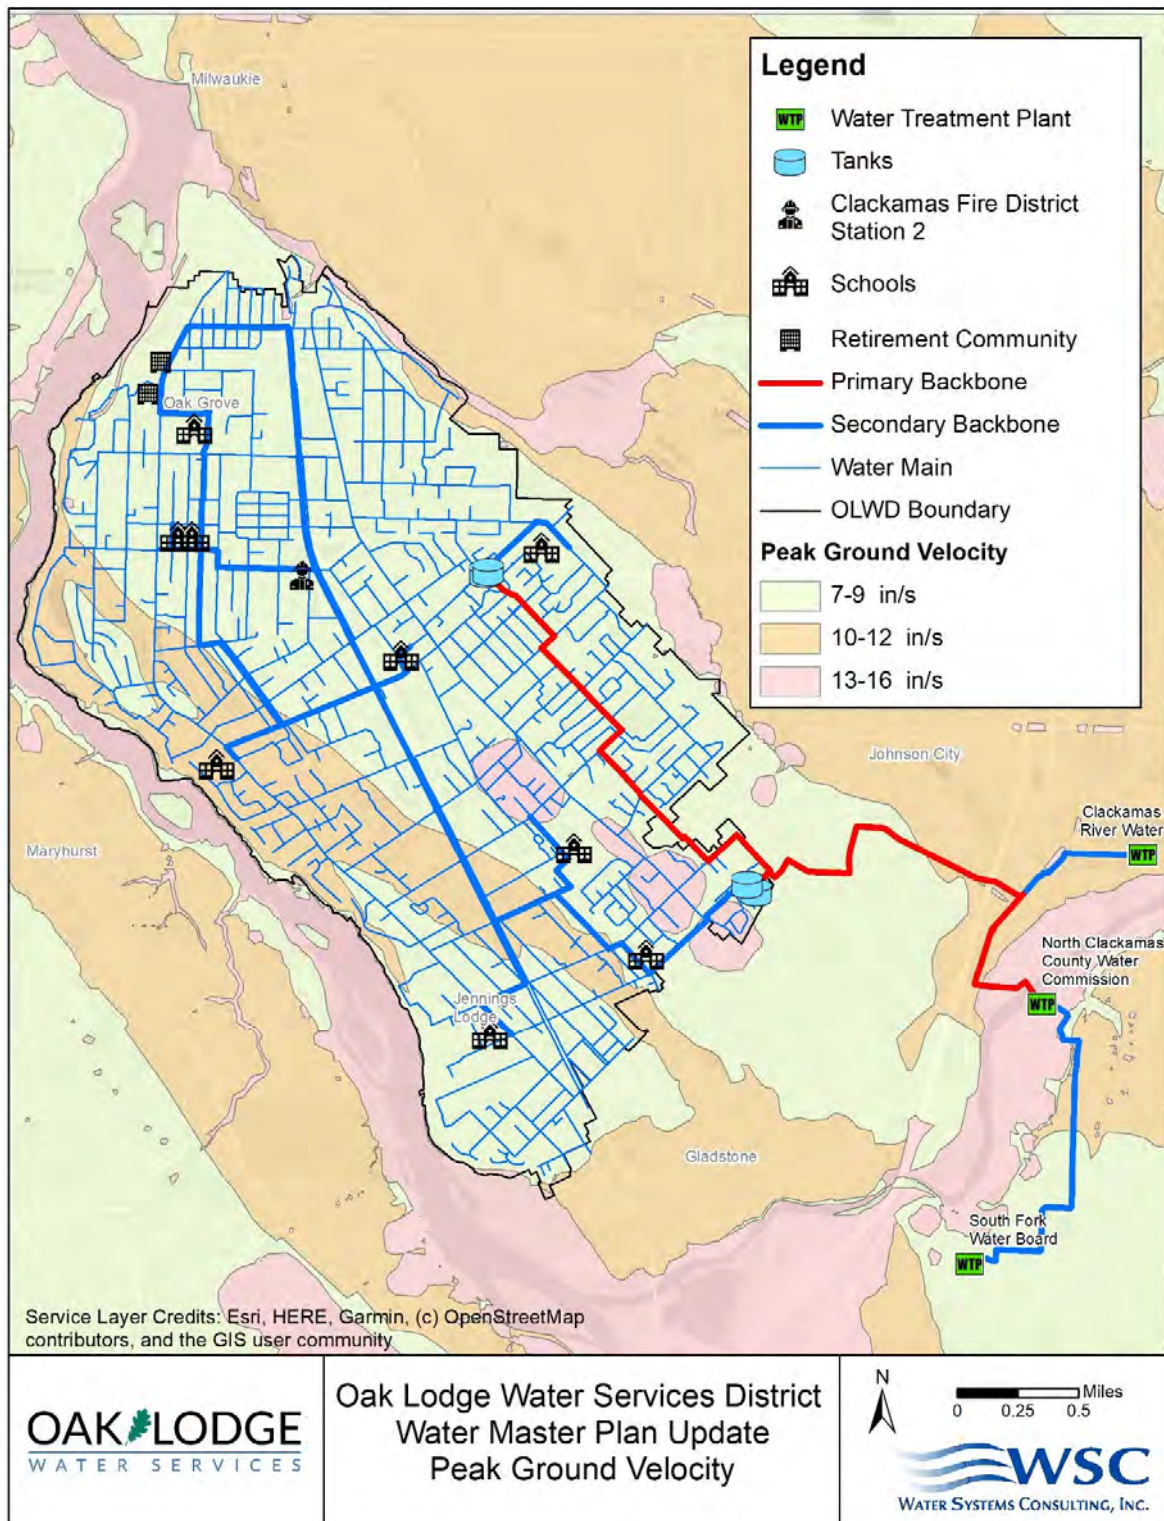 Milwaukie
Legend
WTP Water Treatment Plant
Tanks
Clackamas Fire District
Station 2
Schools
Retirement Community
Primary Backbone
Secondary Backbone
Water Main
OLWD Boundary
Peak Ground Velocity
7-9 in/s
10-12 in/s
13-16 in/s
Oak Grove
Johnson City
Clackamas
River Water
WTP
Maryhurst
North Clackamas
County Water
Commission
WTP
Jennings
Lodge
Gladstone
South Fork
Water Board
WTP
Service Layer Credits: Esri, HERE, Garmin, (c) OpenStreetMap
contributors, and the GIS user community
OAK LODGE
WATER SERVICES
Oak Lodge Water Services District
Water Master Plan Update
Peak Ground Velocity
N
Miles
0 0.25 0.5
WSC
WATER SYSTEMS CONSULTING, INC.